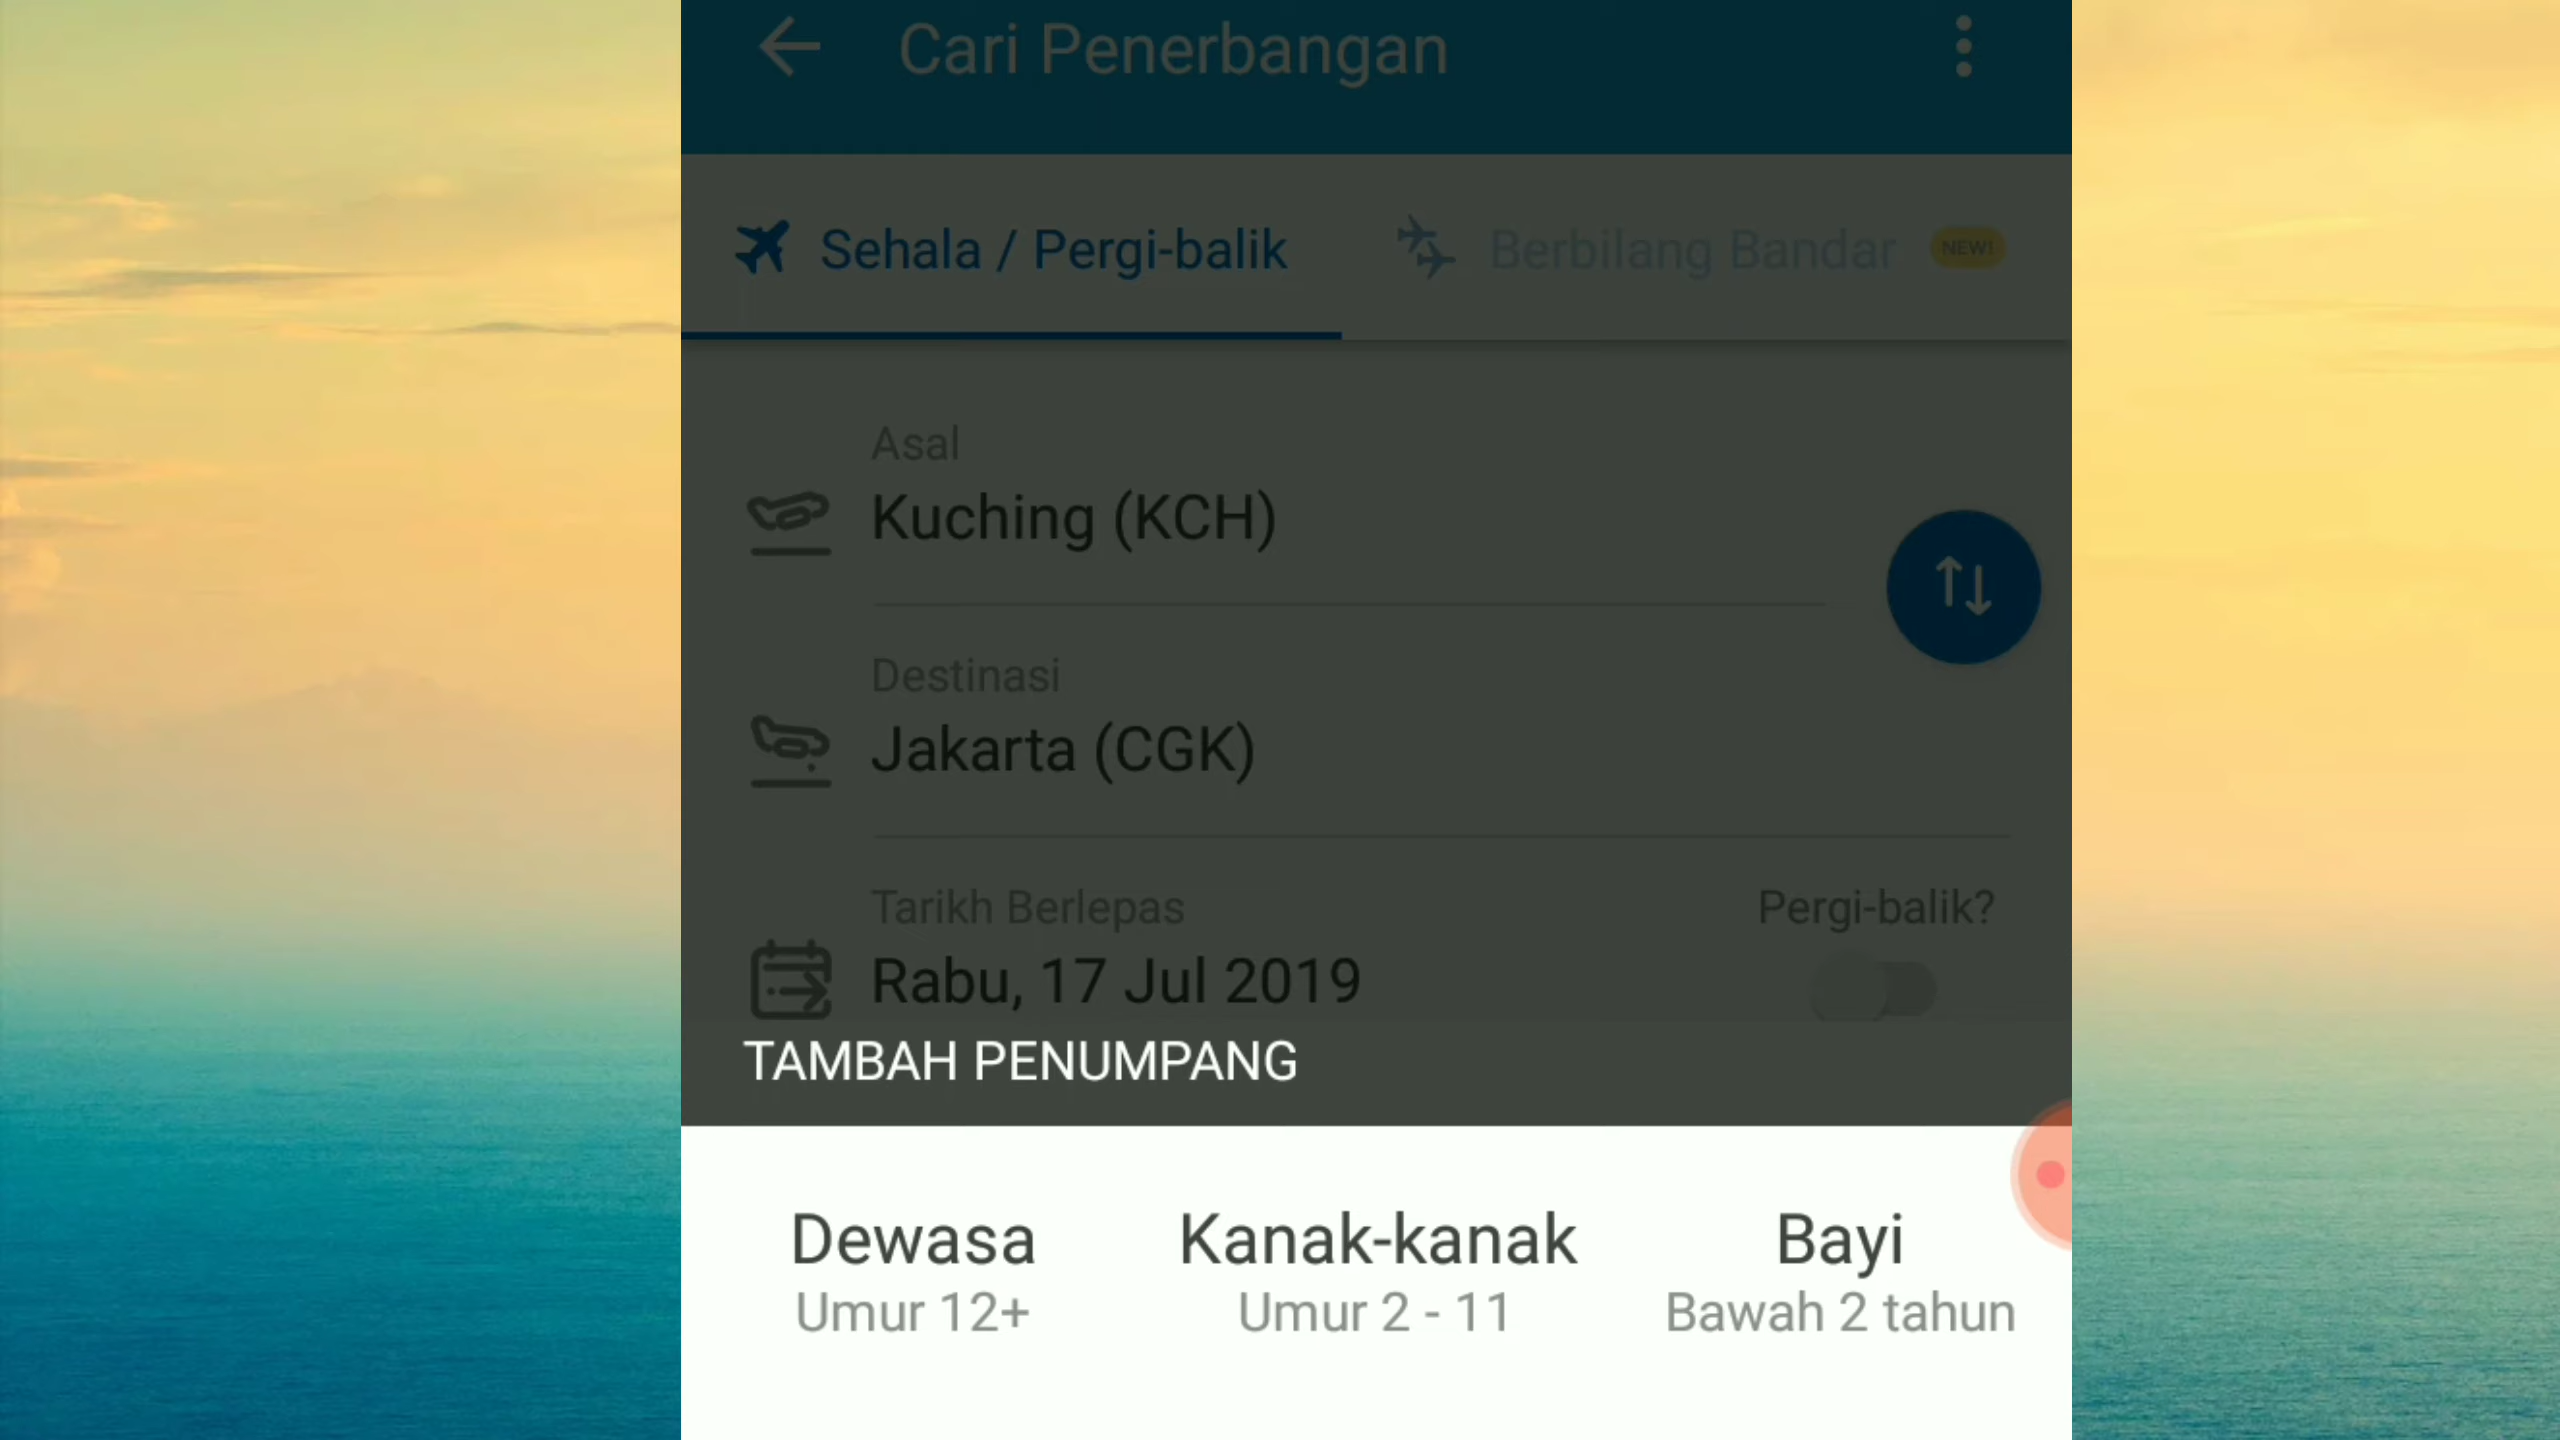 Cari Penerbangan
Sehala / Pergi-balik
Berbilang Bandar NEW!
Asal
Kuching (KCH)
Destinasi
Jakarta (CGK)
Tarikh Berlepas
Pergi-balik?
Rabu, 17 Jul 2019
TAMBAH PENUMPANG
Dewasa
Umur 12+
Kanak-kanak
Umur 2 - 11
Bayi
Bawah 2 tahun